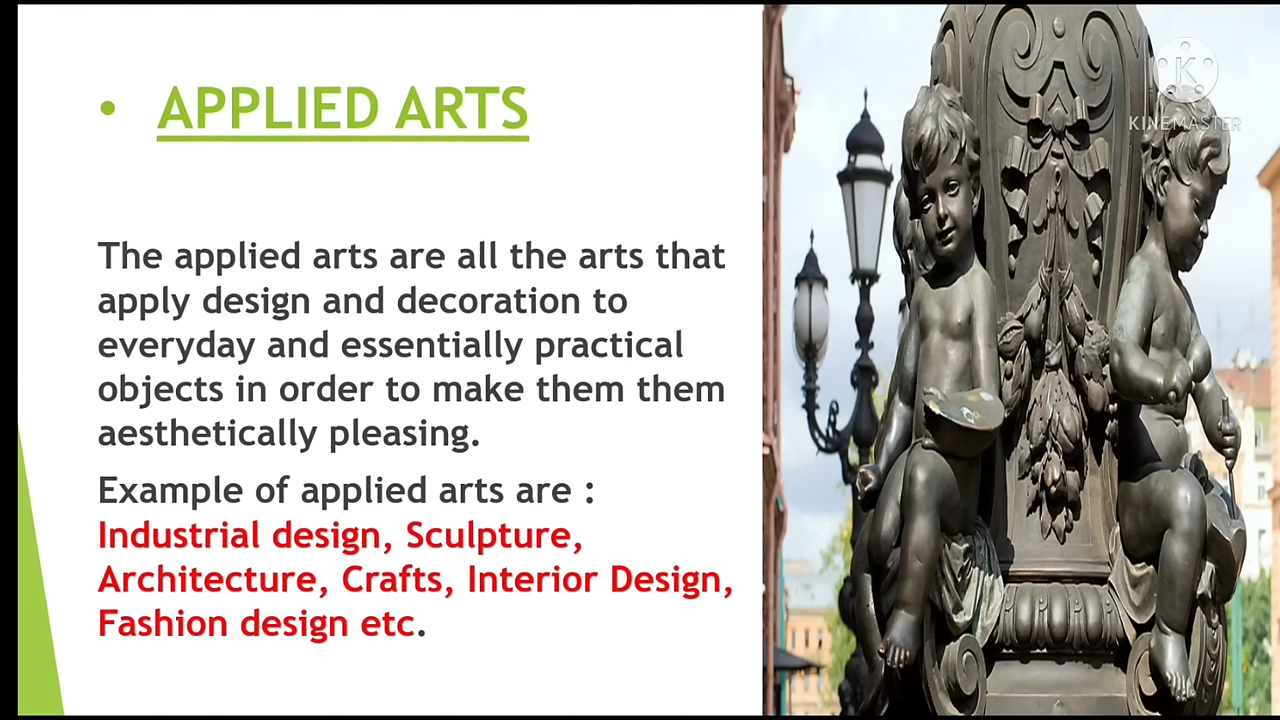 • APPLIED ARTS
The applied arts are all the arts that
apply design and decoration to
everyday and essentially practical
objects in order to make them them
aesthetically pleasing.
Example of applied arts are :
Industrial design, Sculpture,
Architecture, Crafts, Interior Design,
Fashion design etc.
K
KINEMASTER